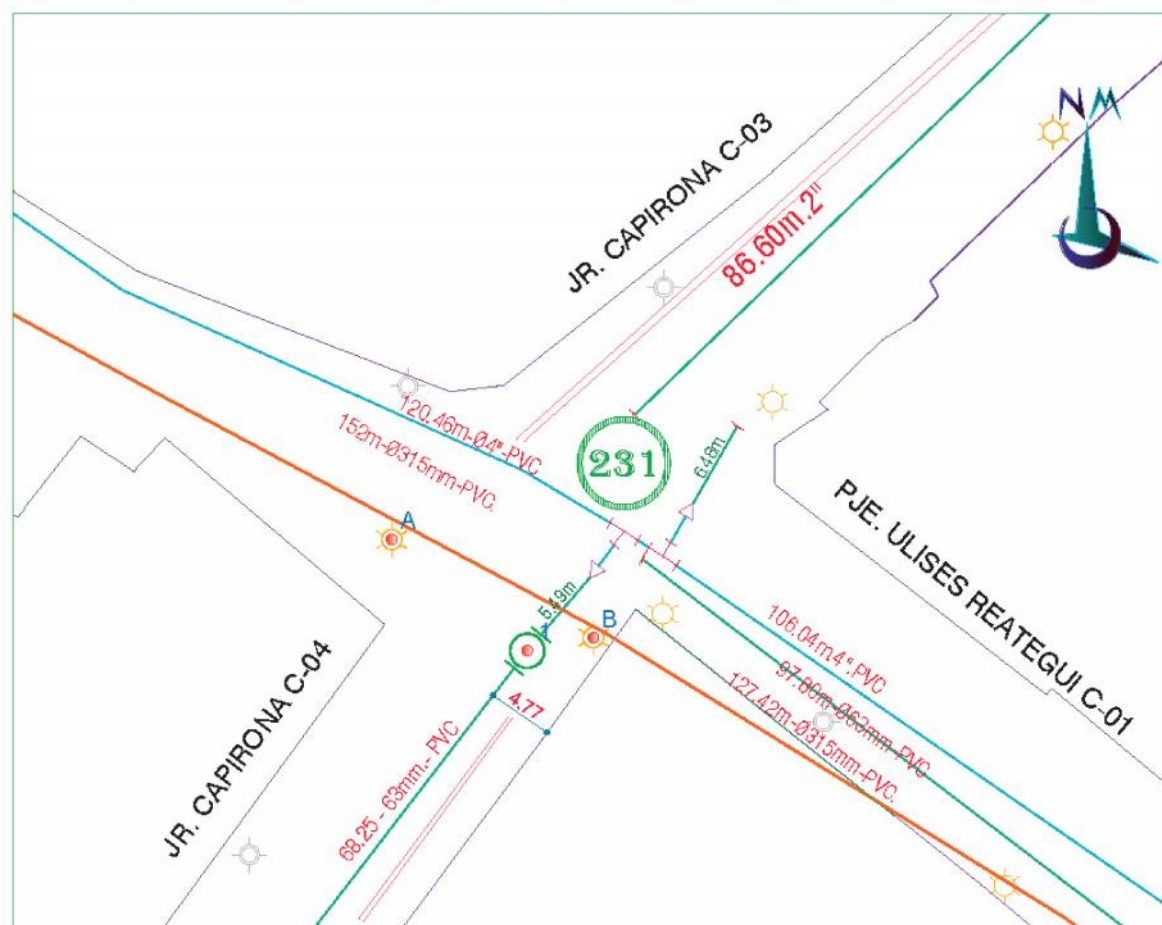 NM
JR. CAPIRONA C-03
86.60m.2"
120.46m-Ø4"-PVC
152m-Ø315mm-PVC.
231
6.48m
A
PJE. ULISES REATEGUI C-01
5.49m
B
1
106.04m.4".PVC
97.80m-Ø63mm-PVC
127.42m-Ø315mm-PVC.
4.77
JR. CAPIRONA C-04
68.25 - 63mm.- PVC